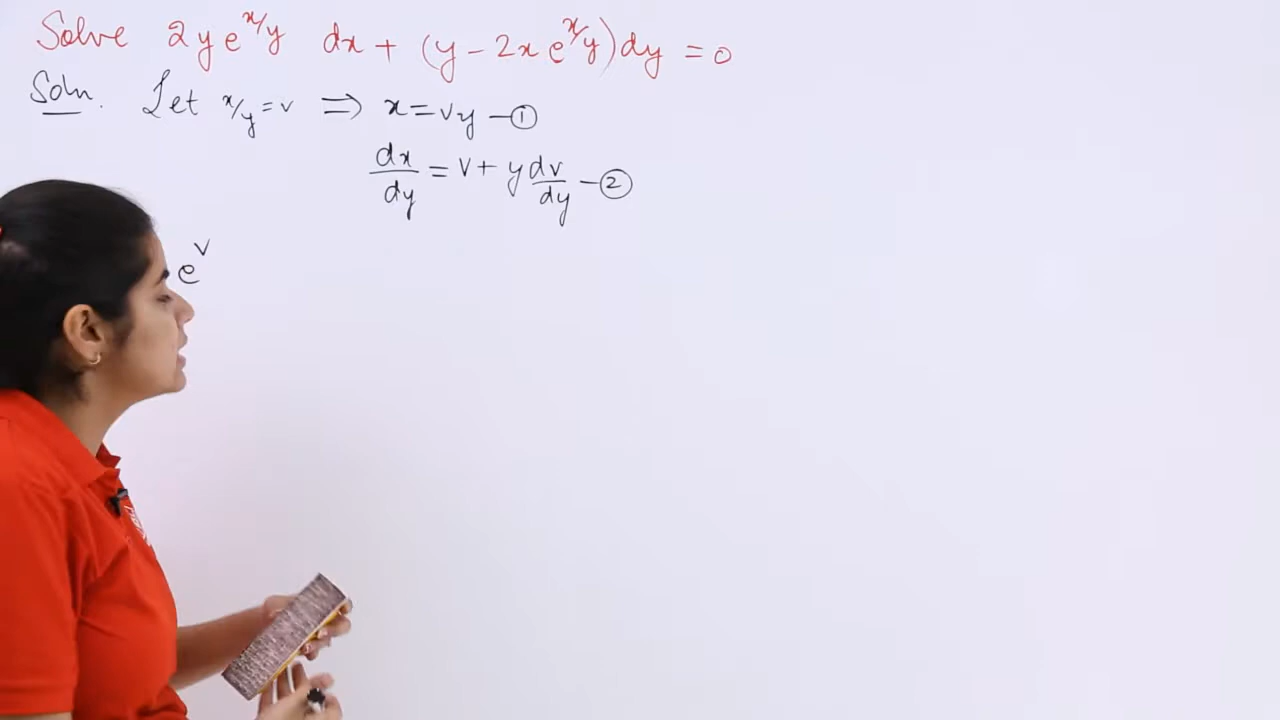 Solve 2y e^{x/y} dx + (y - 2x e^{x/y}) dy = 0
Soln. Let x/y = v ⟹ x = vy — ①
dx/dy = v + y dv/dy — ②
e^v